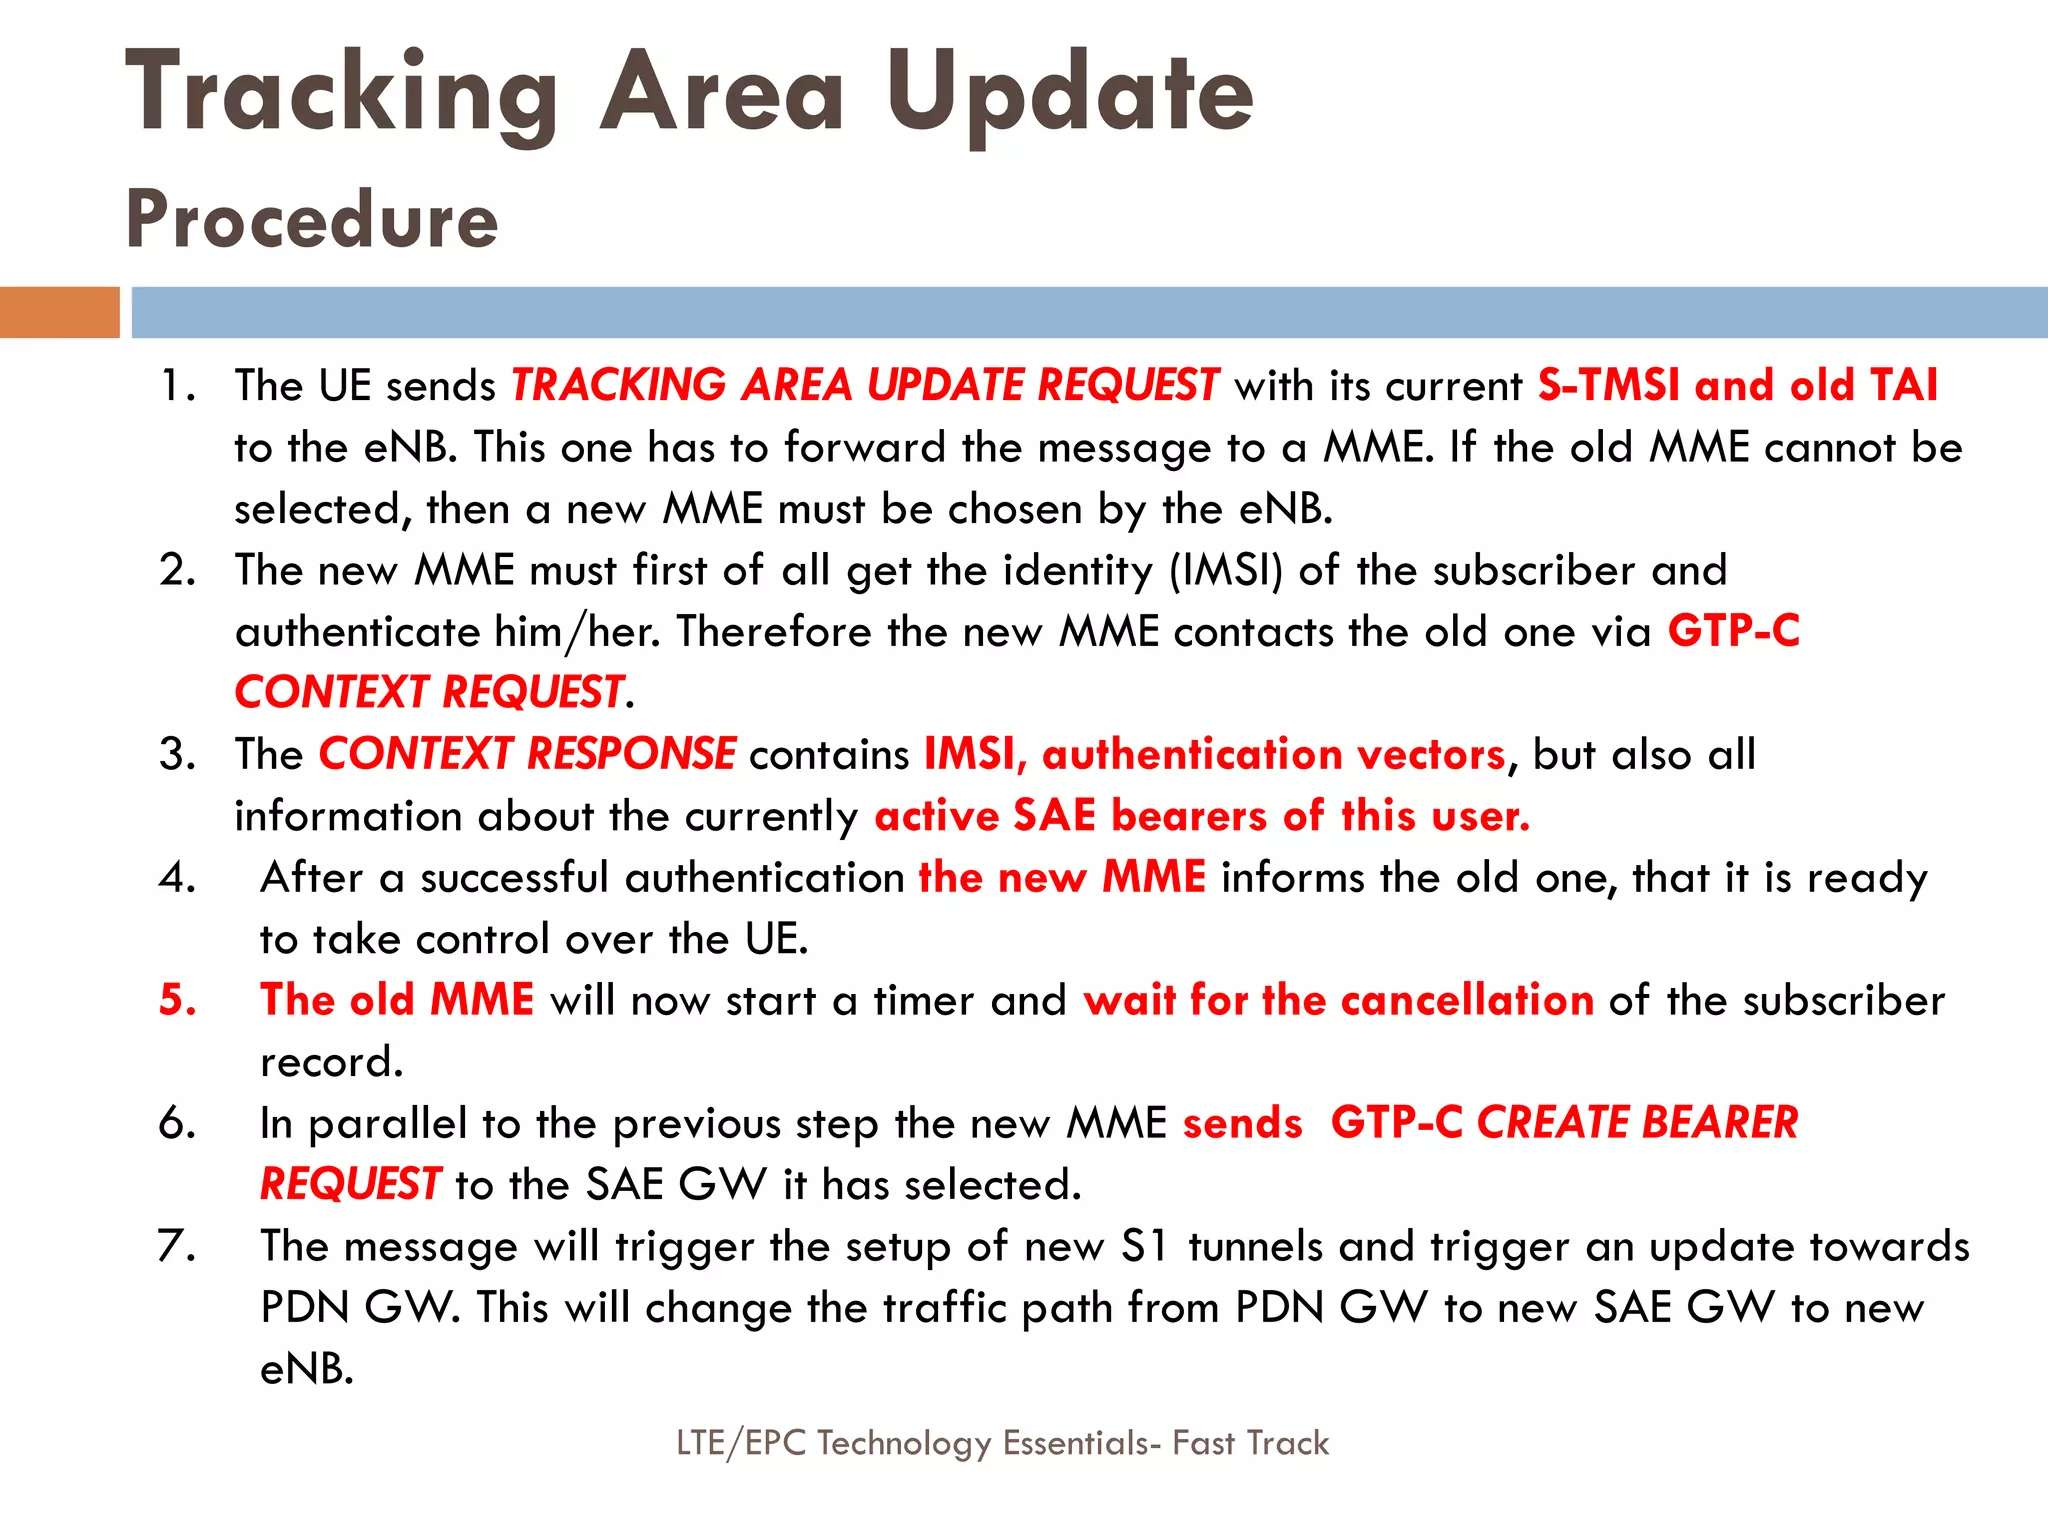 Tracking Area Update
Procedure
1. The UE sends TRACKING AREA UPDATE REQUEST with its current S-TMSI and old TAI
to the eNB. This one has to forward the message to a MME. If the old MME cannot be
selected, then a new MME must be chosen by the eNB.
2. The new MME must first of all get the identity (IMSI) of the subscriber and
authenticate him/her. Therefore the new MME contacts the old one via GTP-C
CONTEXT REQUEST.
3. The CONTEXT RESPONSE contains IMSI, authentication vectors, but also all
information about the currently active SAE bearers of this user.
4. After a successful authentication the new MME informs the old one, that it is ready
to take control over the UE.
5. The old MME will now start a timer and wait for the cancellation of the subscriber
record.
6. In parallel to the previous step the new MME sends GTP-C CREATE BEARER
REQUEST to the SAE GW it has selected.
7. The message will trigger the setup of new S1 tunnels and trigger an update towards
PDN GW. This will change the traffic path from PDN GW to new SAE GW to new
eNB.
LTE/EPC Technology Essentials- Fast Track